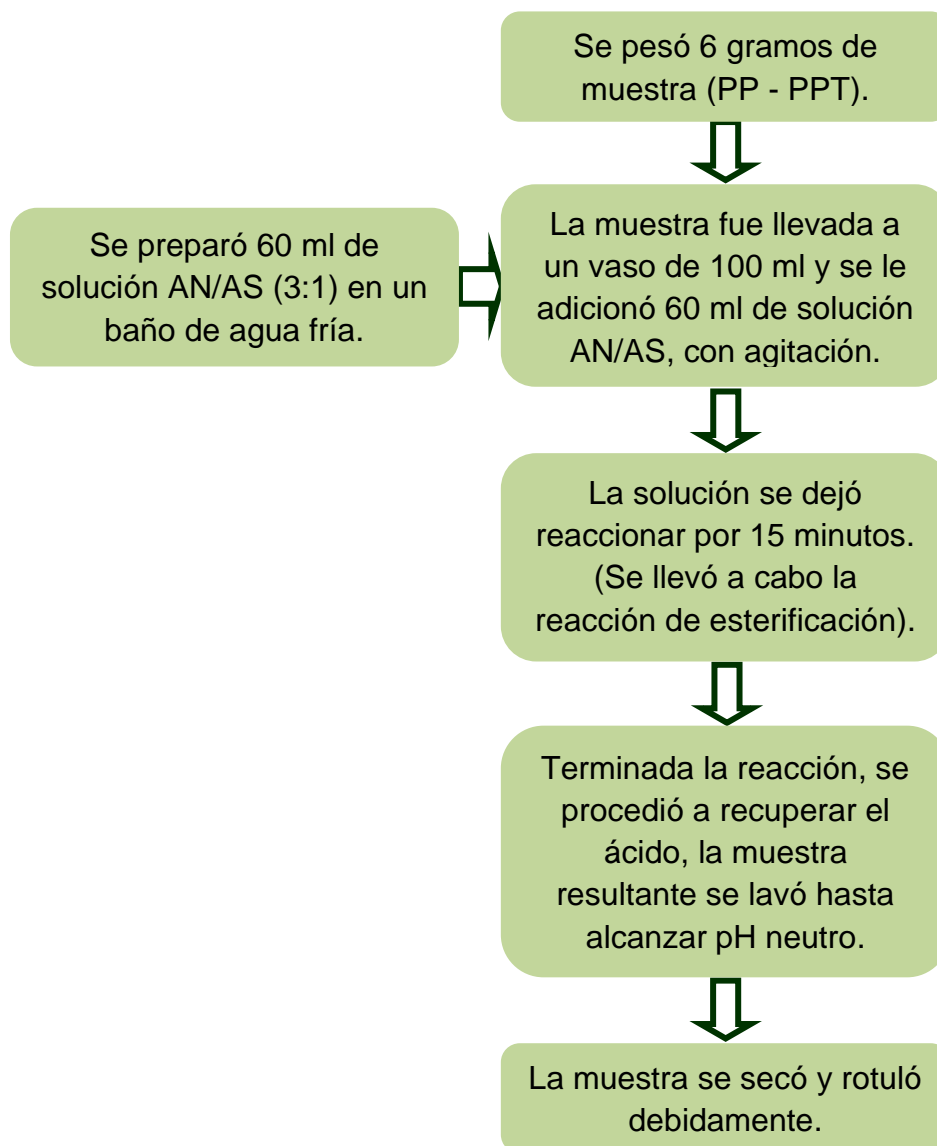 Se pesó 6 gramos de
muestra (PP - PPT).
Se preparó 60 ml de
solución AN/AS (3:1) en un
baño de agua fría.
La muestra fue llevada a
un vaso de 100 ml y se le
adicionó 60 ml de solución
AN/AS, con agitación.
La solución se dejó
reaccionar por 15 minutos.
(Se llevó a cabo la
reacción de esterificación).
Terminada la reacción, se
procedió a recuperar el
ácido, la muestra
resultante se lavó hasta
alcanzar pH neutro.
La muestra se secó y rotuló
debidamente.